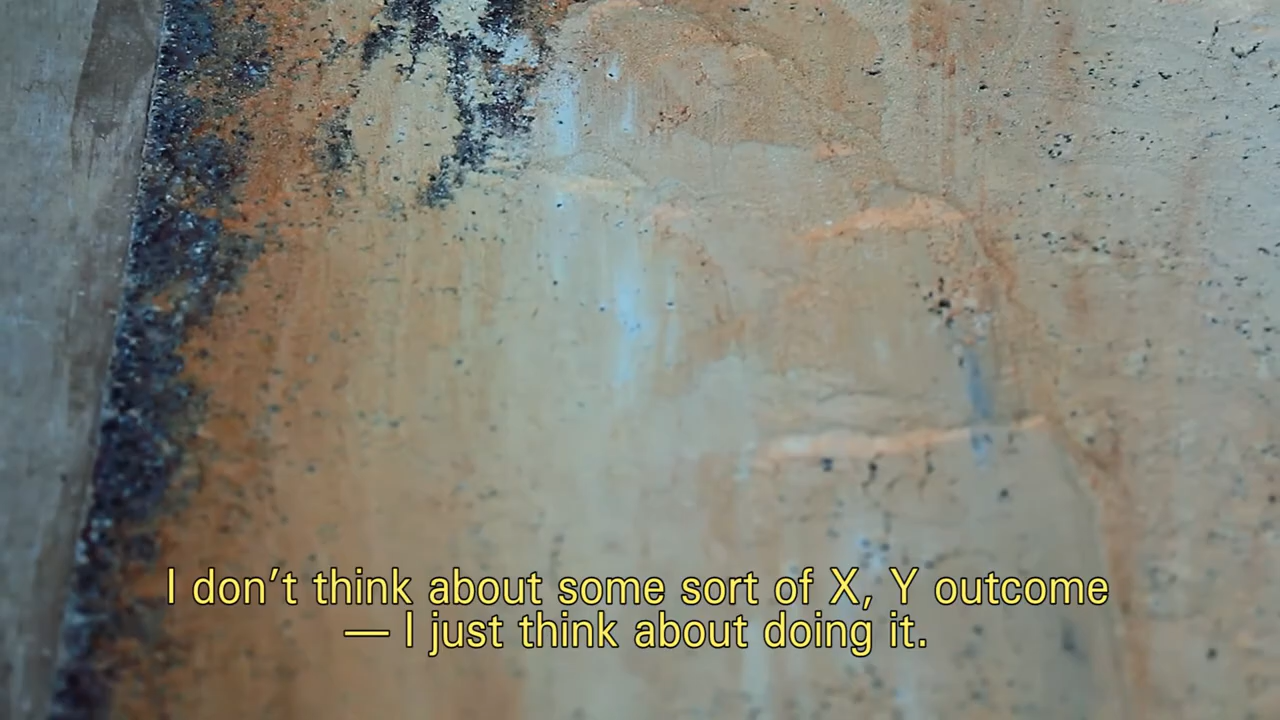 I don’t think about some sort of X, Y outcome
— I just think about doing it.